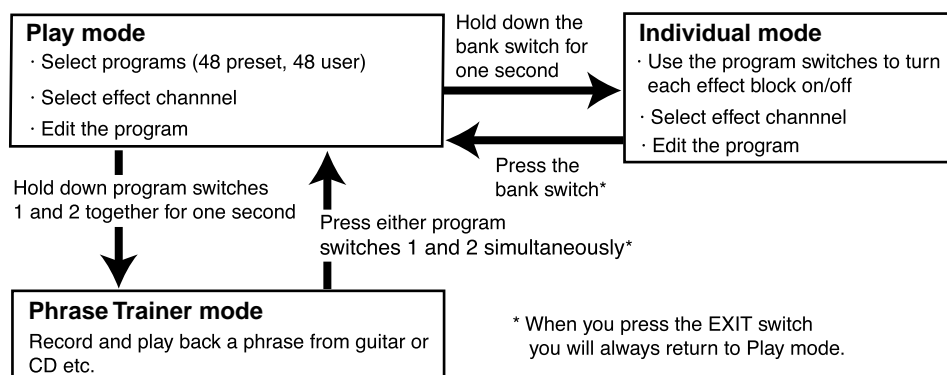 Play mode
· Select programs (48 preset, 48 user)
· Select effect channnel
· Edit the program
Hold down the
bank switch for
one second
Individual mode
· Use the program switches to turn
each effect block on/off
· Select effect channnel
· Edit the program
Press the
bank switch*
Hold down program switches
1 and 2 together for one second
Press either program
switches 1 and 2 simultaneously*
Phrase Trainer mode
Record and play back a phrase from guitar or
CD etc.
* When you press the EXIT switch
you will always return to Play mode.